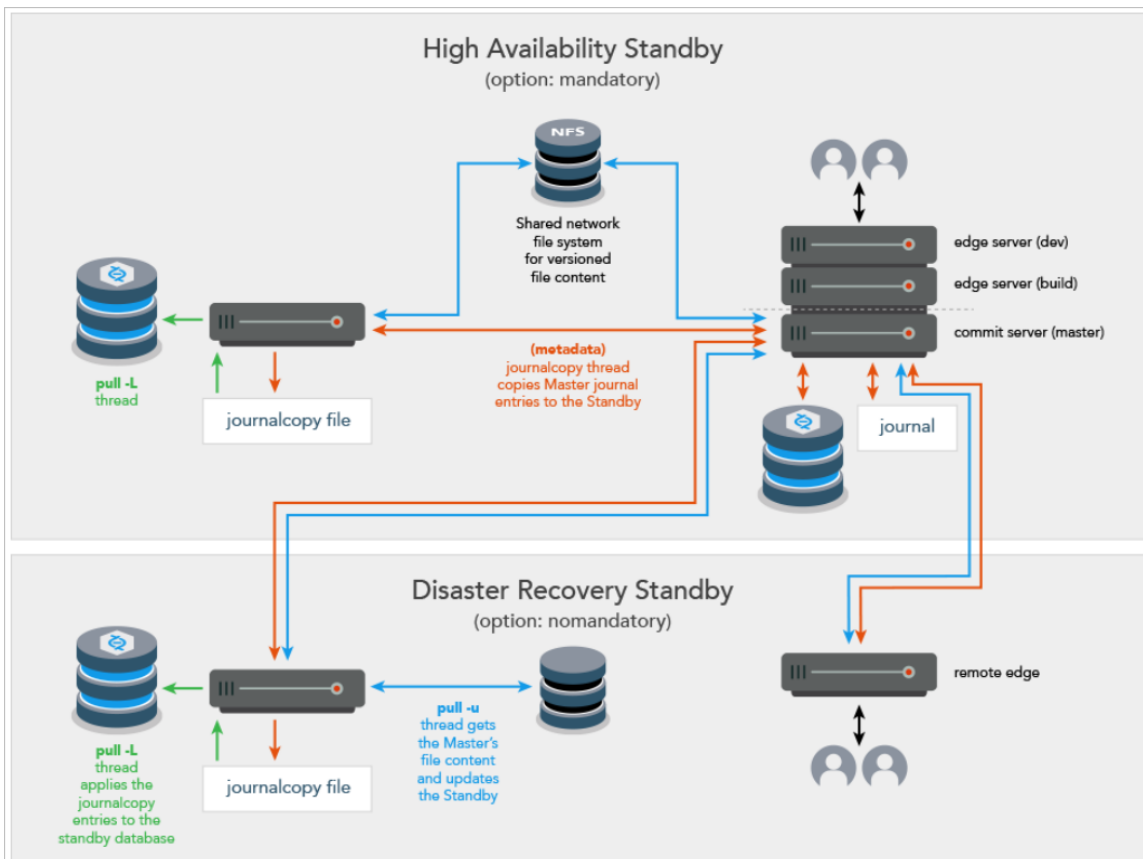 High Availability Standby
(option: mandatory)
NFS
Shared network
file system
for versioned
file content
edge server (dev)
edge server (build)
commit server (master)
pull -L
thread
journalcopy file
(metadata)
journalcopy thread
copies Master journal
entries to the Standby
journal
Disaster Recovery Standby
(option: nomandatory)
pull -L
thread
applies the
journalcopy
entries to the
standby database
journalcopy file
pull -u
thread gets
the Master's
file content
and updates
the Standby
remote edge